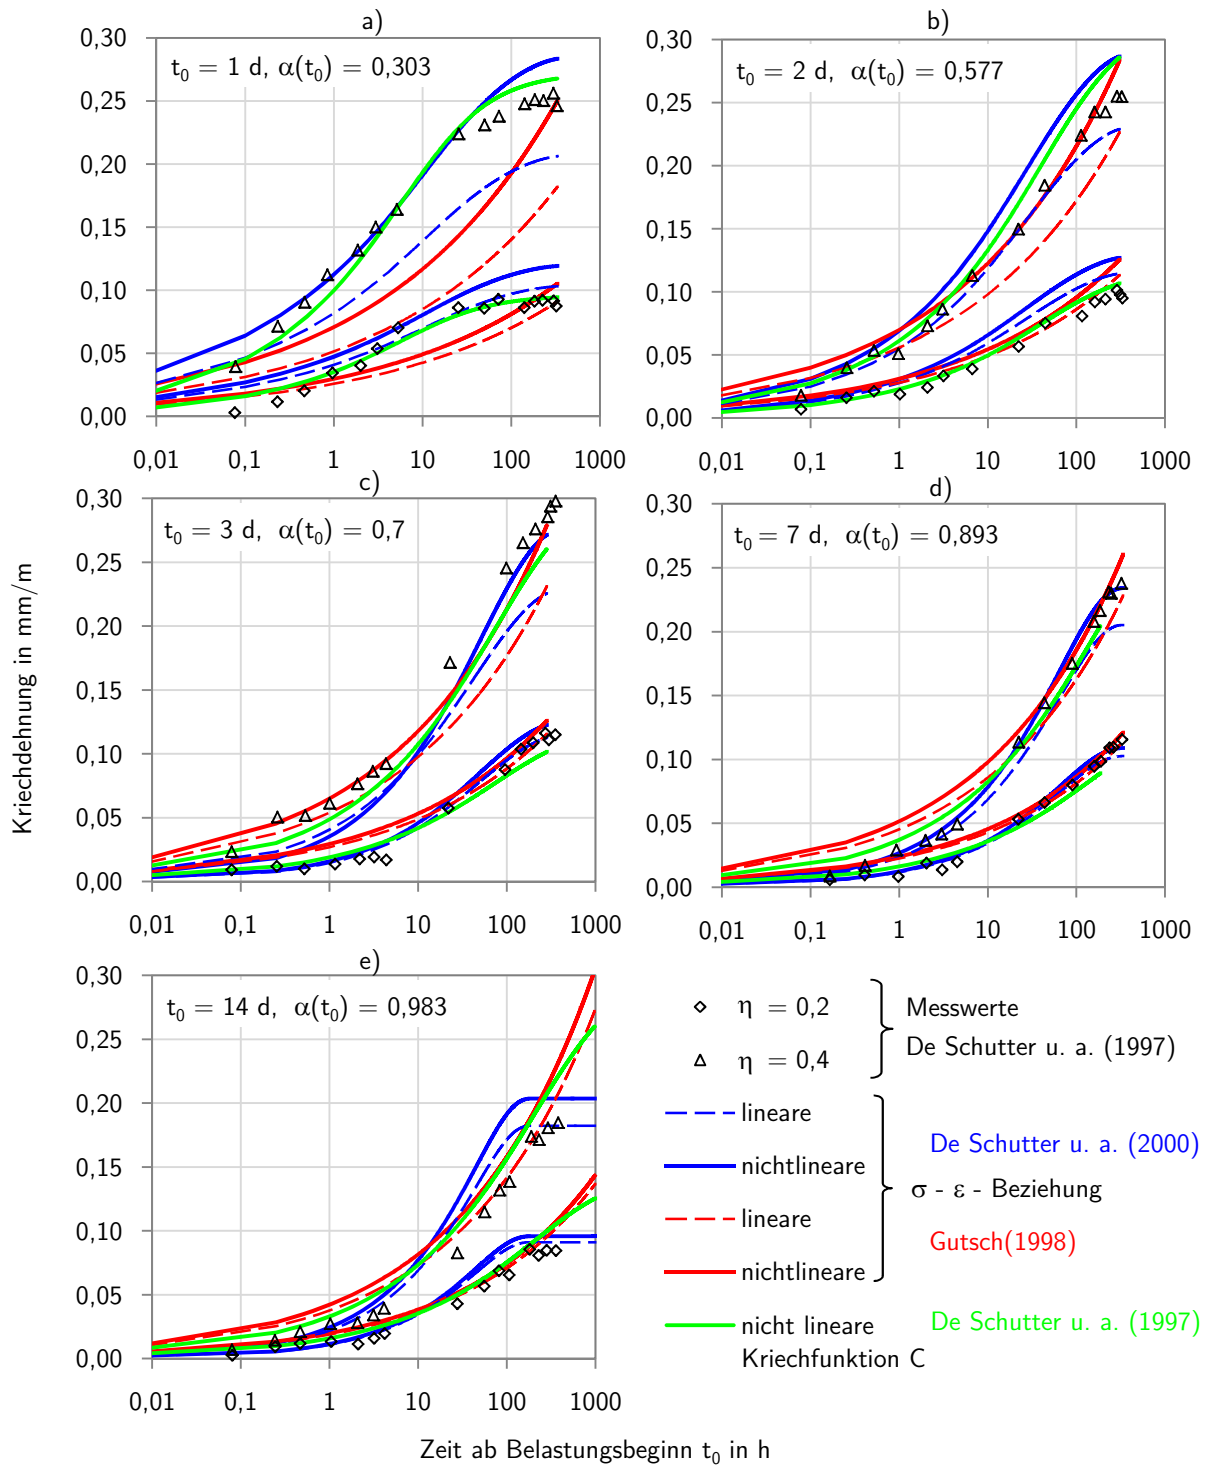 a)
t0 = 1 d, α(t0) = 0,303
0,30
0,25
0,20
0,15
0,10
0,05
0,00
0,01 0,1 1 10 100 1000
b)
t0 = 2 d, α(t0) = 0,577
0,30
0,25
0,20
0,15
0,10
0,05
0,00
0,01 0,1 1 10 100 1000
c)
t0 = 3 d, α(t0) = 0,7
0,30
0,25
0,20
0,15
0,10
0,05
0,00
0,01 0,1 1 10 100 1000
d)
t0 = 7 d, α(t0) = 0,893
0,30
0,25
0,20
0,15
0,10
0,05
0,00
0,01 0,1 1 10 100 1000
Kriechdehnung in mm/m
e)
t0 = 14 d, α(t0) = 0,983
0,30
0,25
0,20
0,15
0,10
0,05
0,00
0,01 0,1 1 10 100 1000
η = 0,2
η = 0,4
Messwerte
De Schutter u. a. (1997)
lineare
nichtlineare
De Schutter u. a. (2000)
σ - ε - Beziehung
lineare
nichtlineare
Gutsch(1998)
nicht lineare
Kriechfunktion C
De Schutter u. a. (1997)
Zeit ab Belastungsbeginn t0 in h